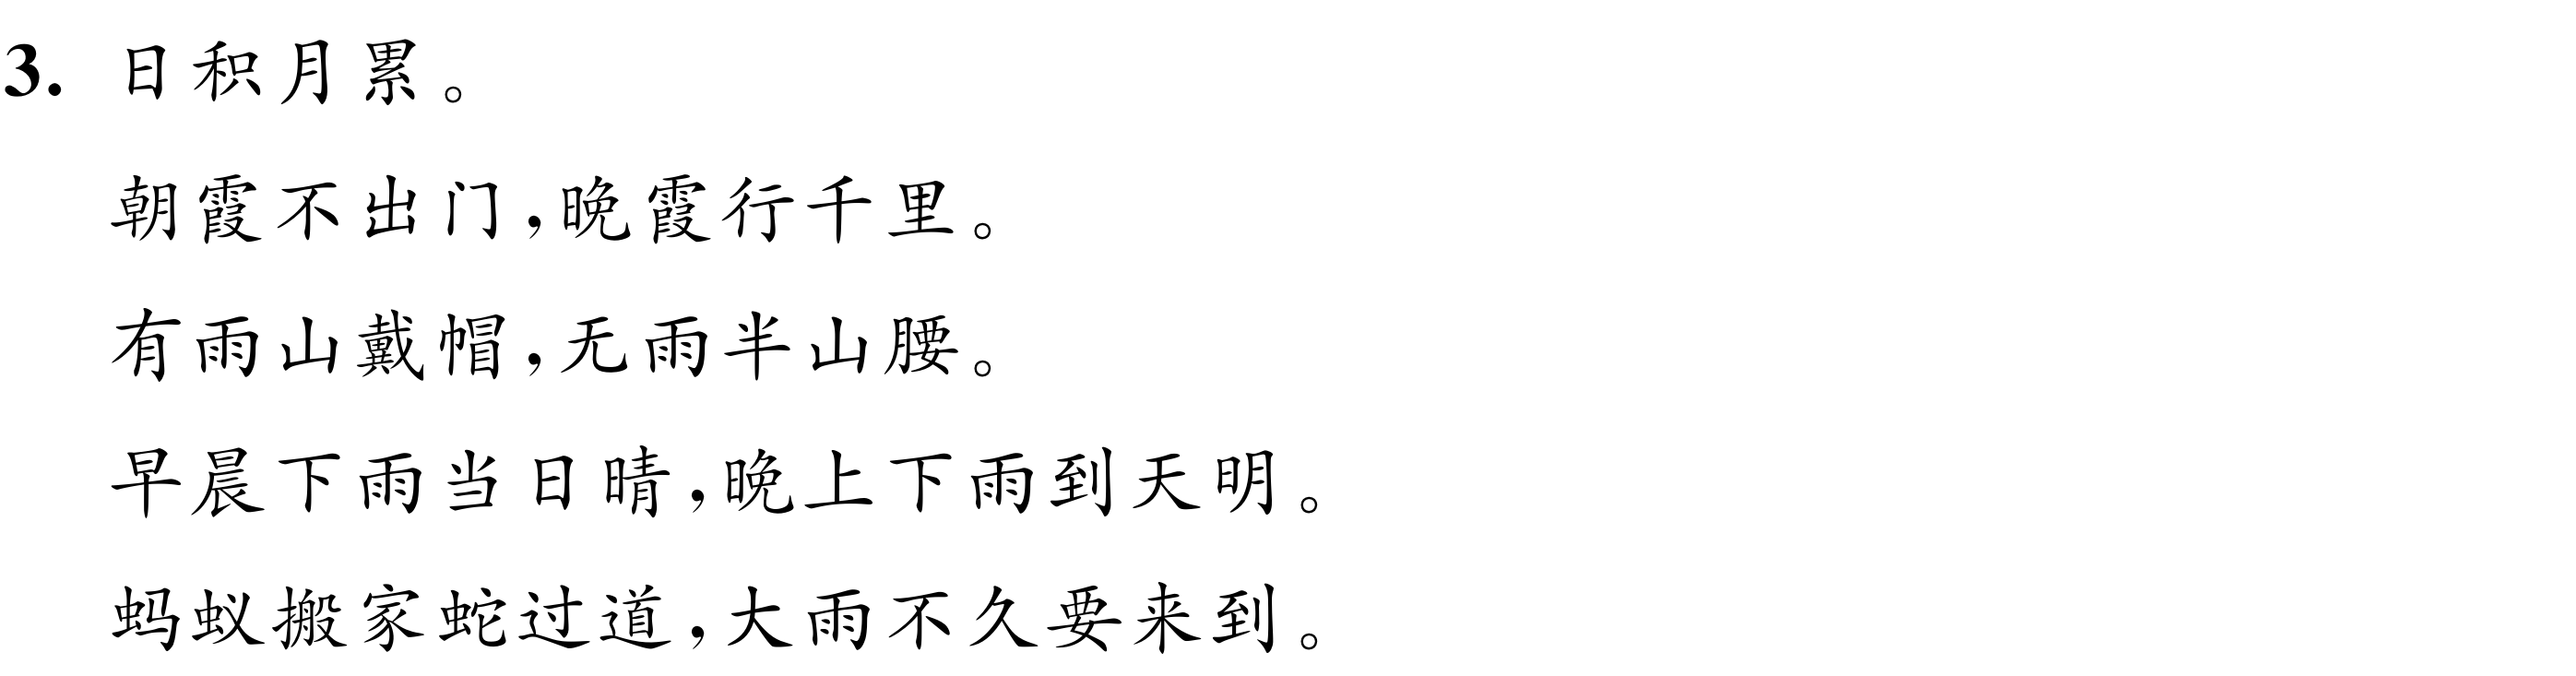 3. 日积月累。
朝霞不出门,晚霞行千里。
有雨山戴帽,无雨半山腰。
早晨下雨当日晴,晚上下雨到天明。
蚂蚁搬家蛇过道,大雨不久要来到。